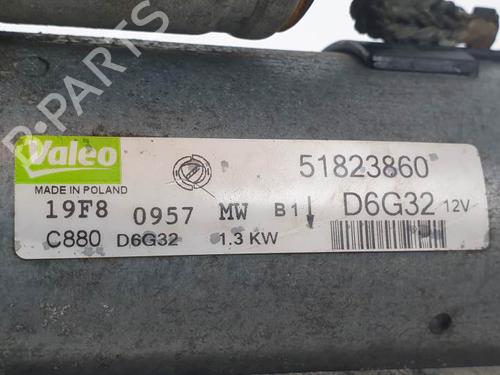 B-PARTS
Valeo
MADE IN POLAND
51823860
19F8 0957 MW B1 D6G32 12V
C880 D6G32 1.3 KW